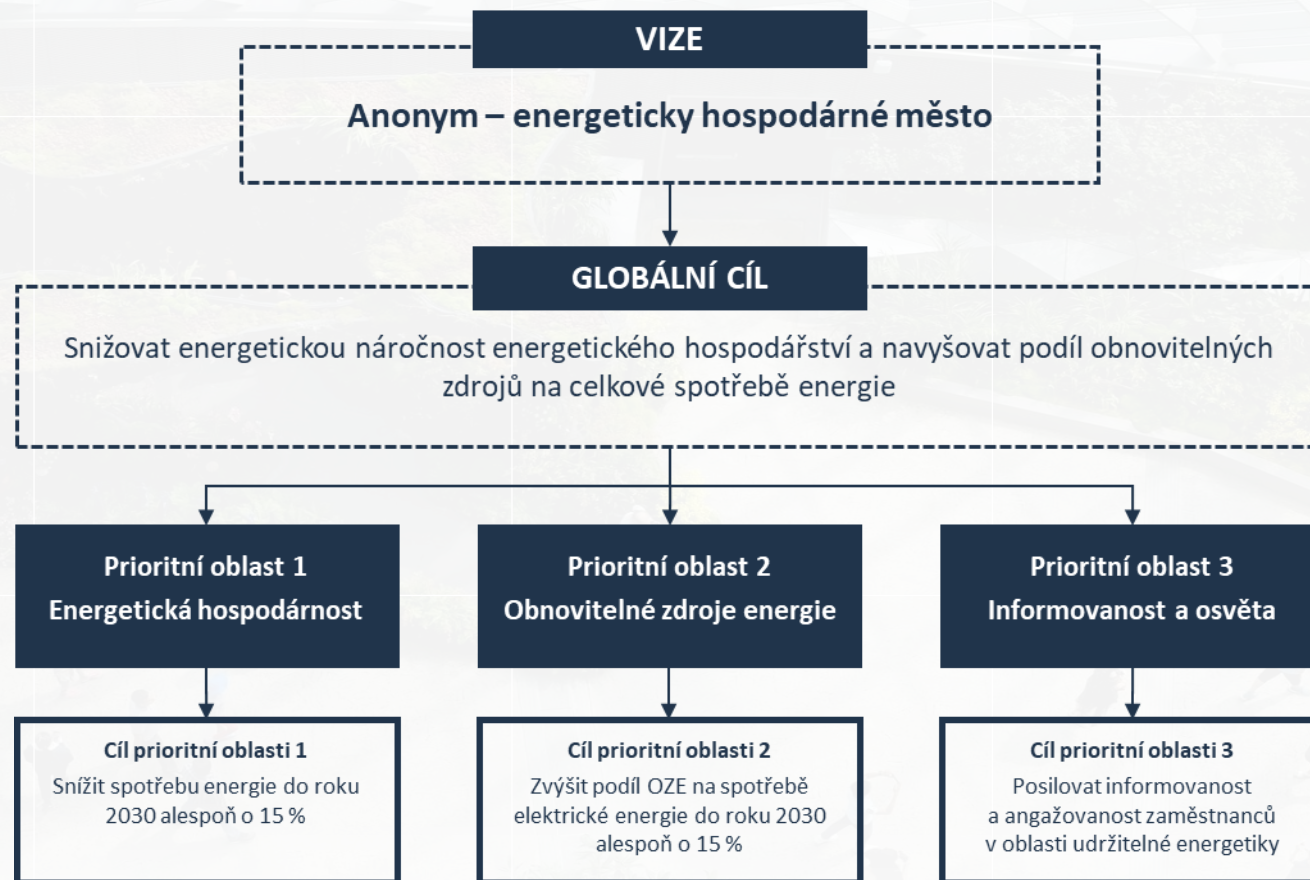 VIZE
Anonym – energeticky hospodárné město
GLOBÁLNÍ CÍL
Snižovat energetickou náročnost energetického hospodářství a navyšovat podíl obnovitelných
zdrojů na celkové spotřebě energie
Prioritní oblast 1
Energetická hospodárnost
Prioritní oblast 2
Obnovitelné zdroje energie
Prioritní oblast 3
Informovanost a osvěta
Cíl prioritní oblasti 1
Snížit spotřebu energie do roku
2030 alespoň o 15 %
Cíl prioritní oblasti 2
Zvýšit podíl OZE na spotřebě
elektrické energie do roku 2030
alespoň o 15 %
Cíl prioritní oblasti 3
Posilovat informovanost
a angažovanost zaměstnanců
v oblasti udržitelné energetiky